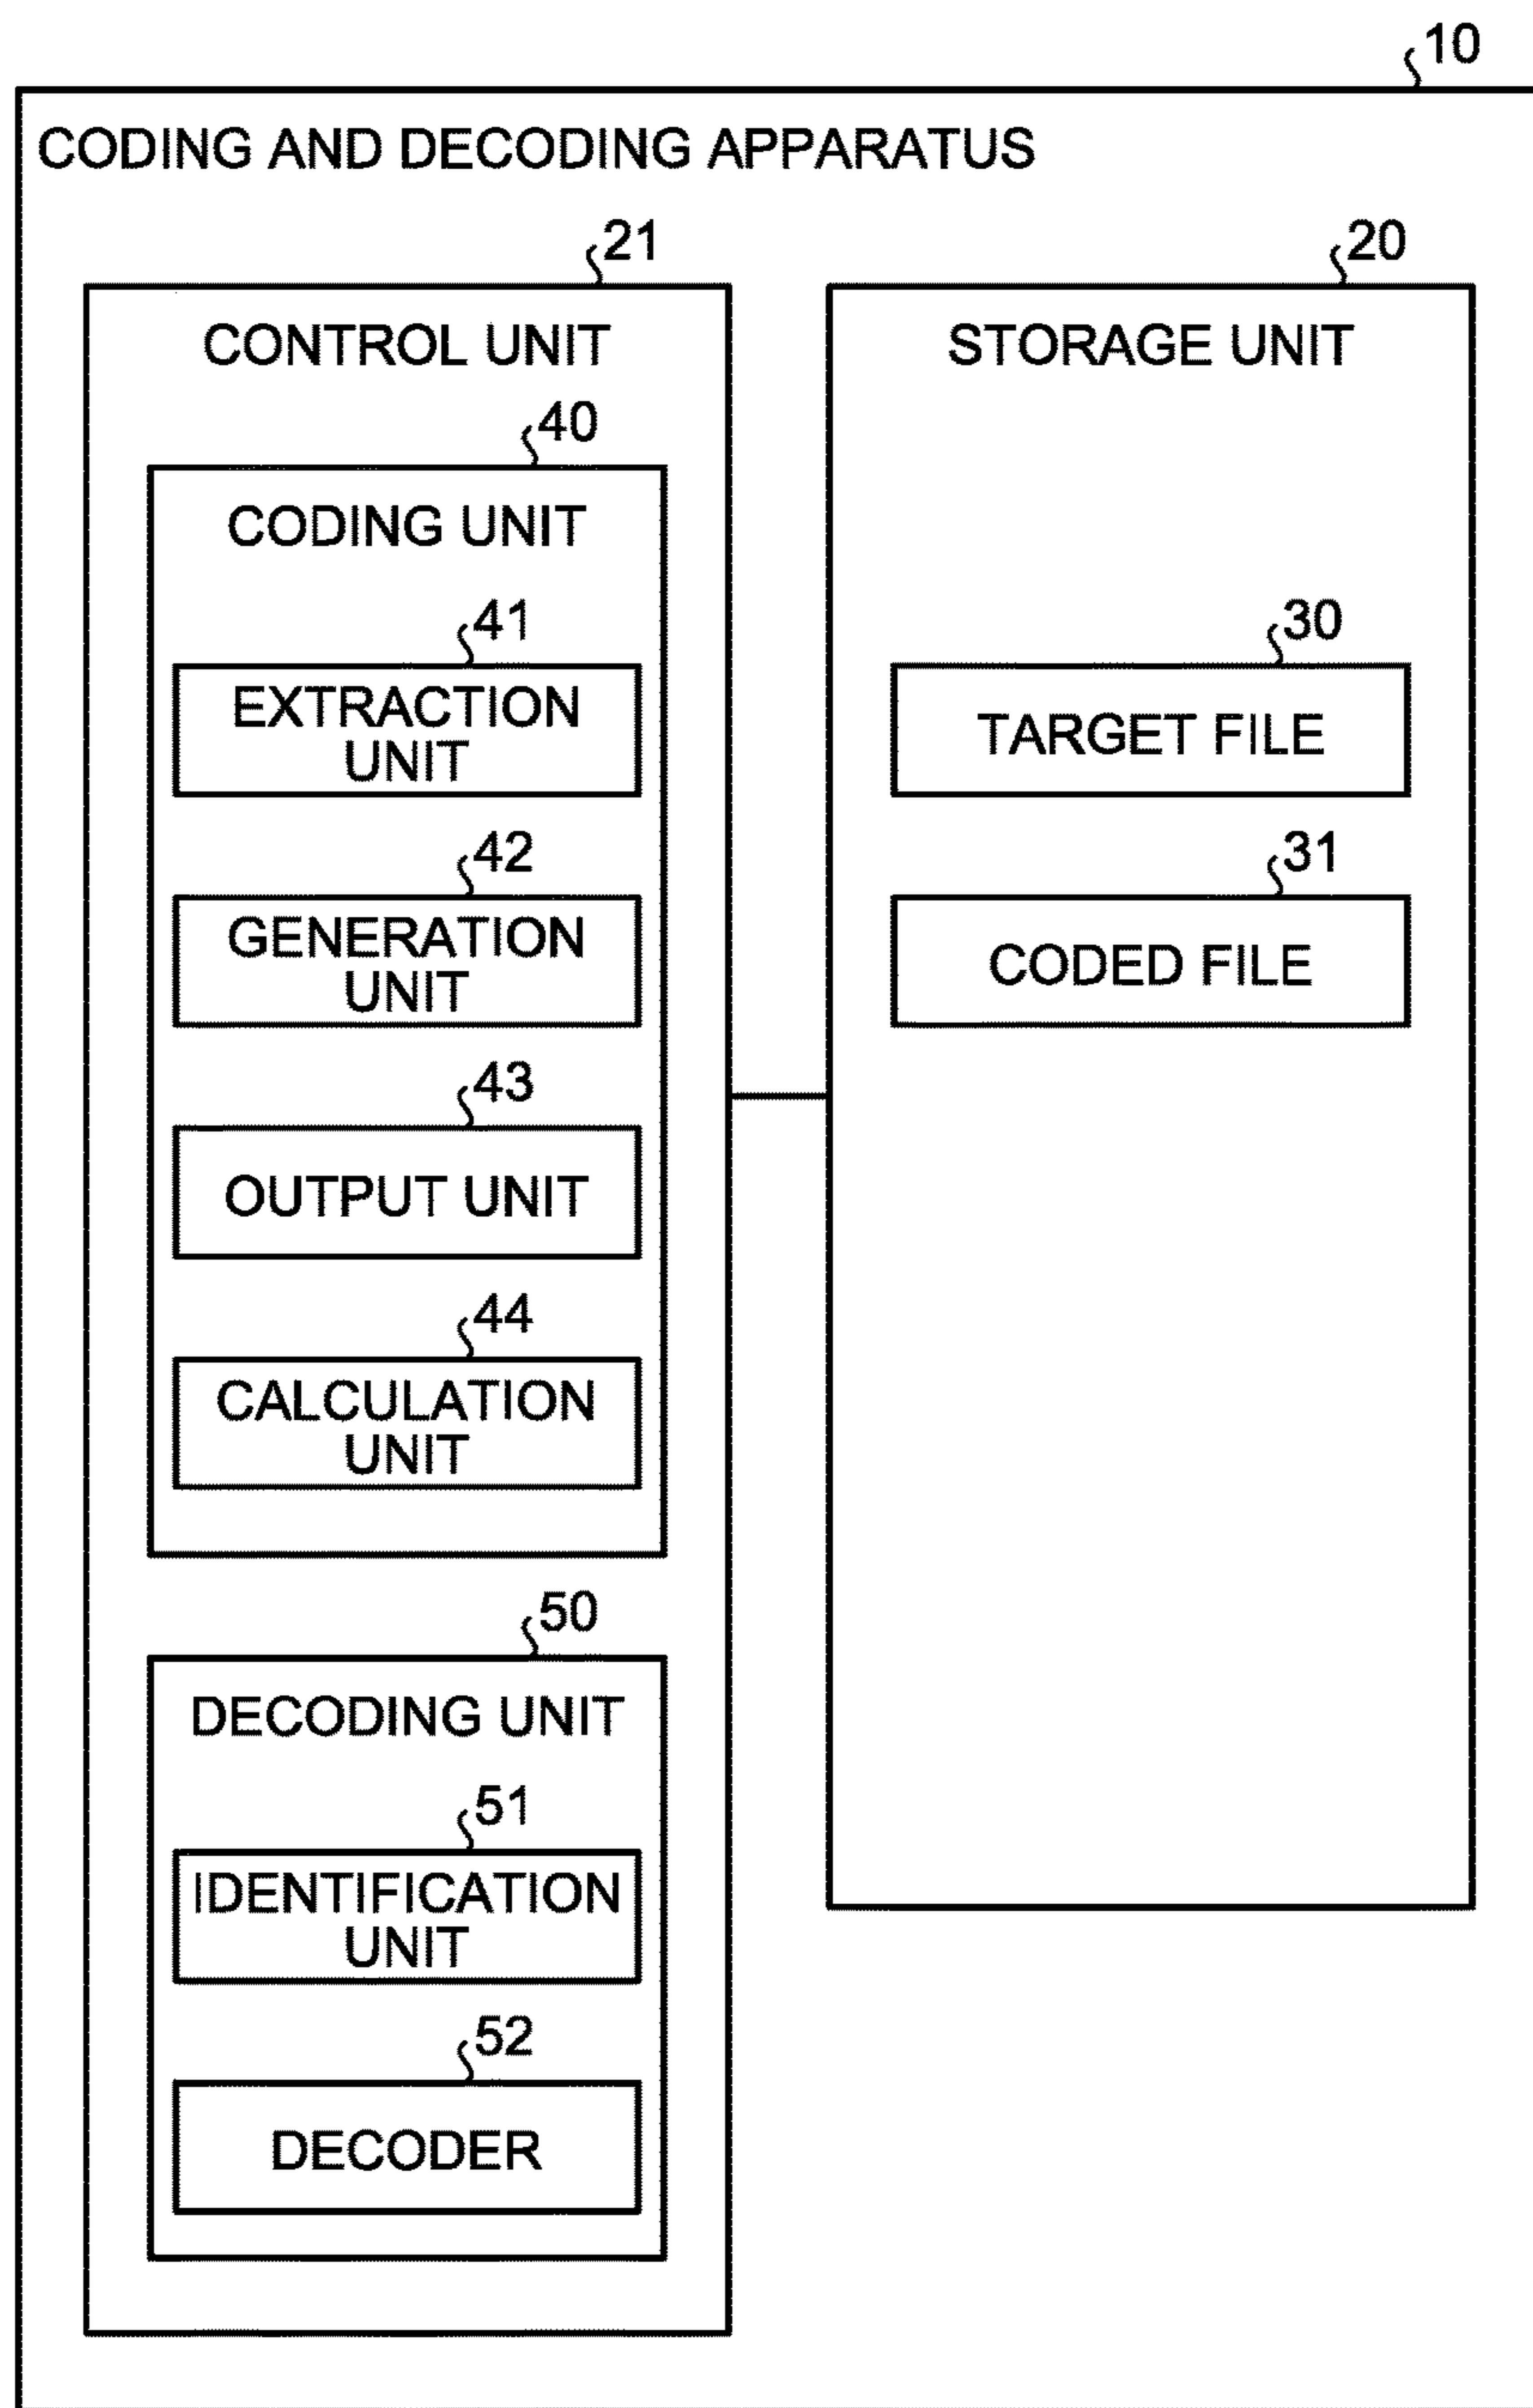 10
CODING AND DECODING APPARATUS
21
CONTROL UNIT
40
CODING UNIT
41
EXTRACTION
UNIT
42
GENERATION
UNIT
43
OUTPUT UNIT
44
CALCULATION
UNIT
50
DECODING UNIT
51
IDENTIFICATION
UNIT
52
DECODER
20
STORAGE UNIT
30
TARGET FILE
31
CODED FILE